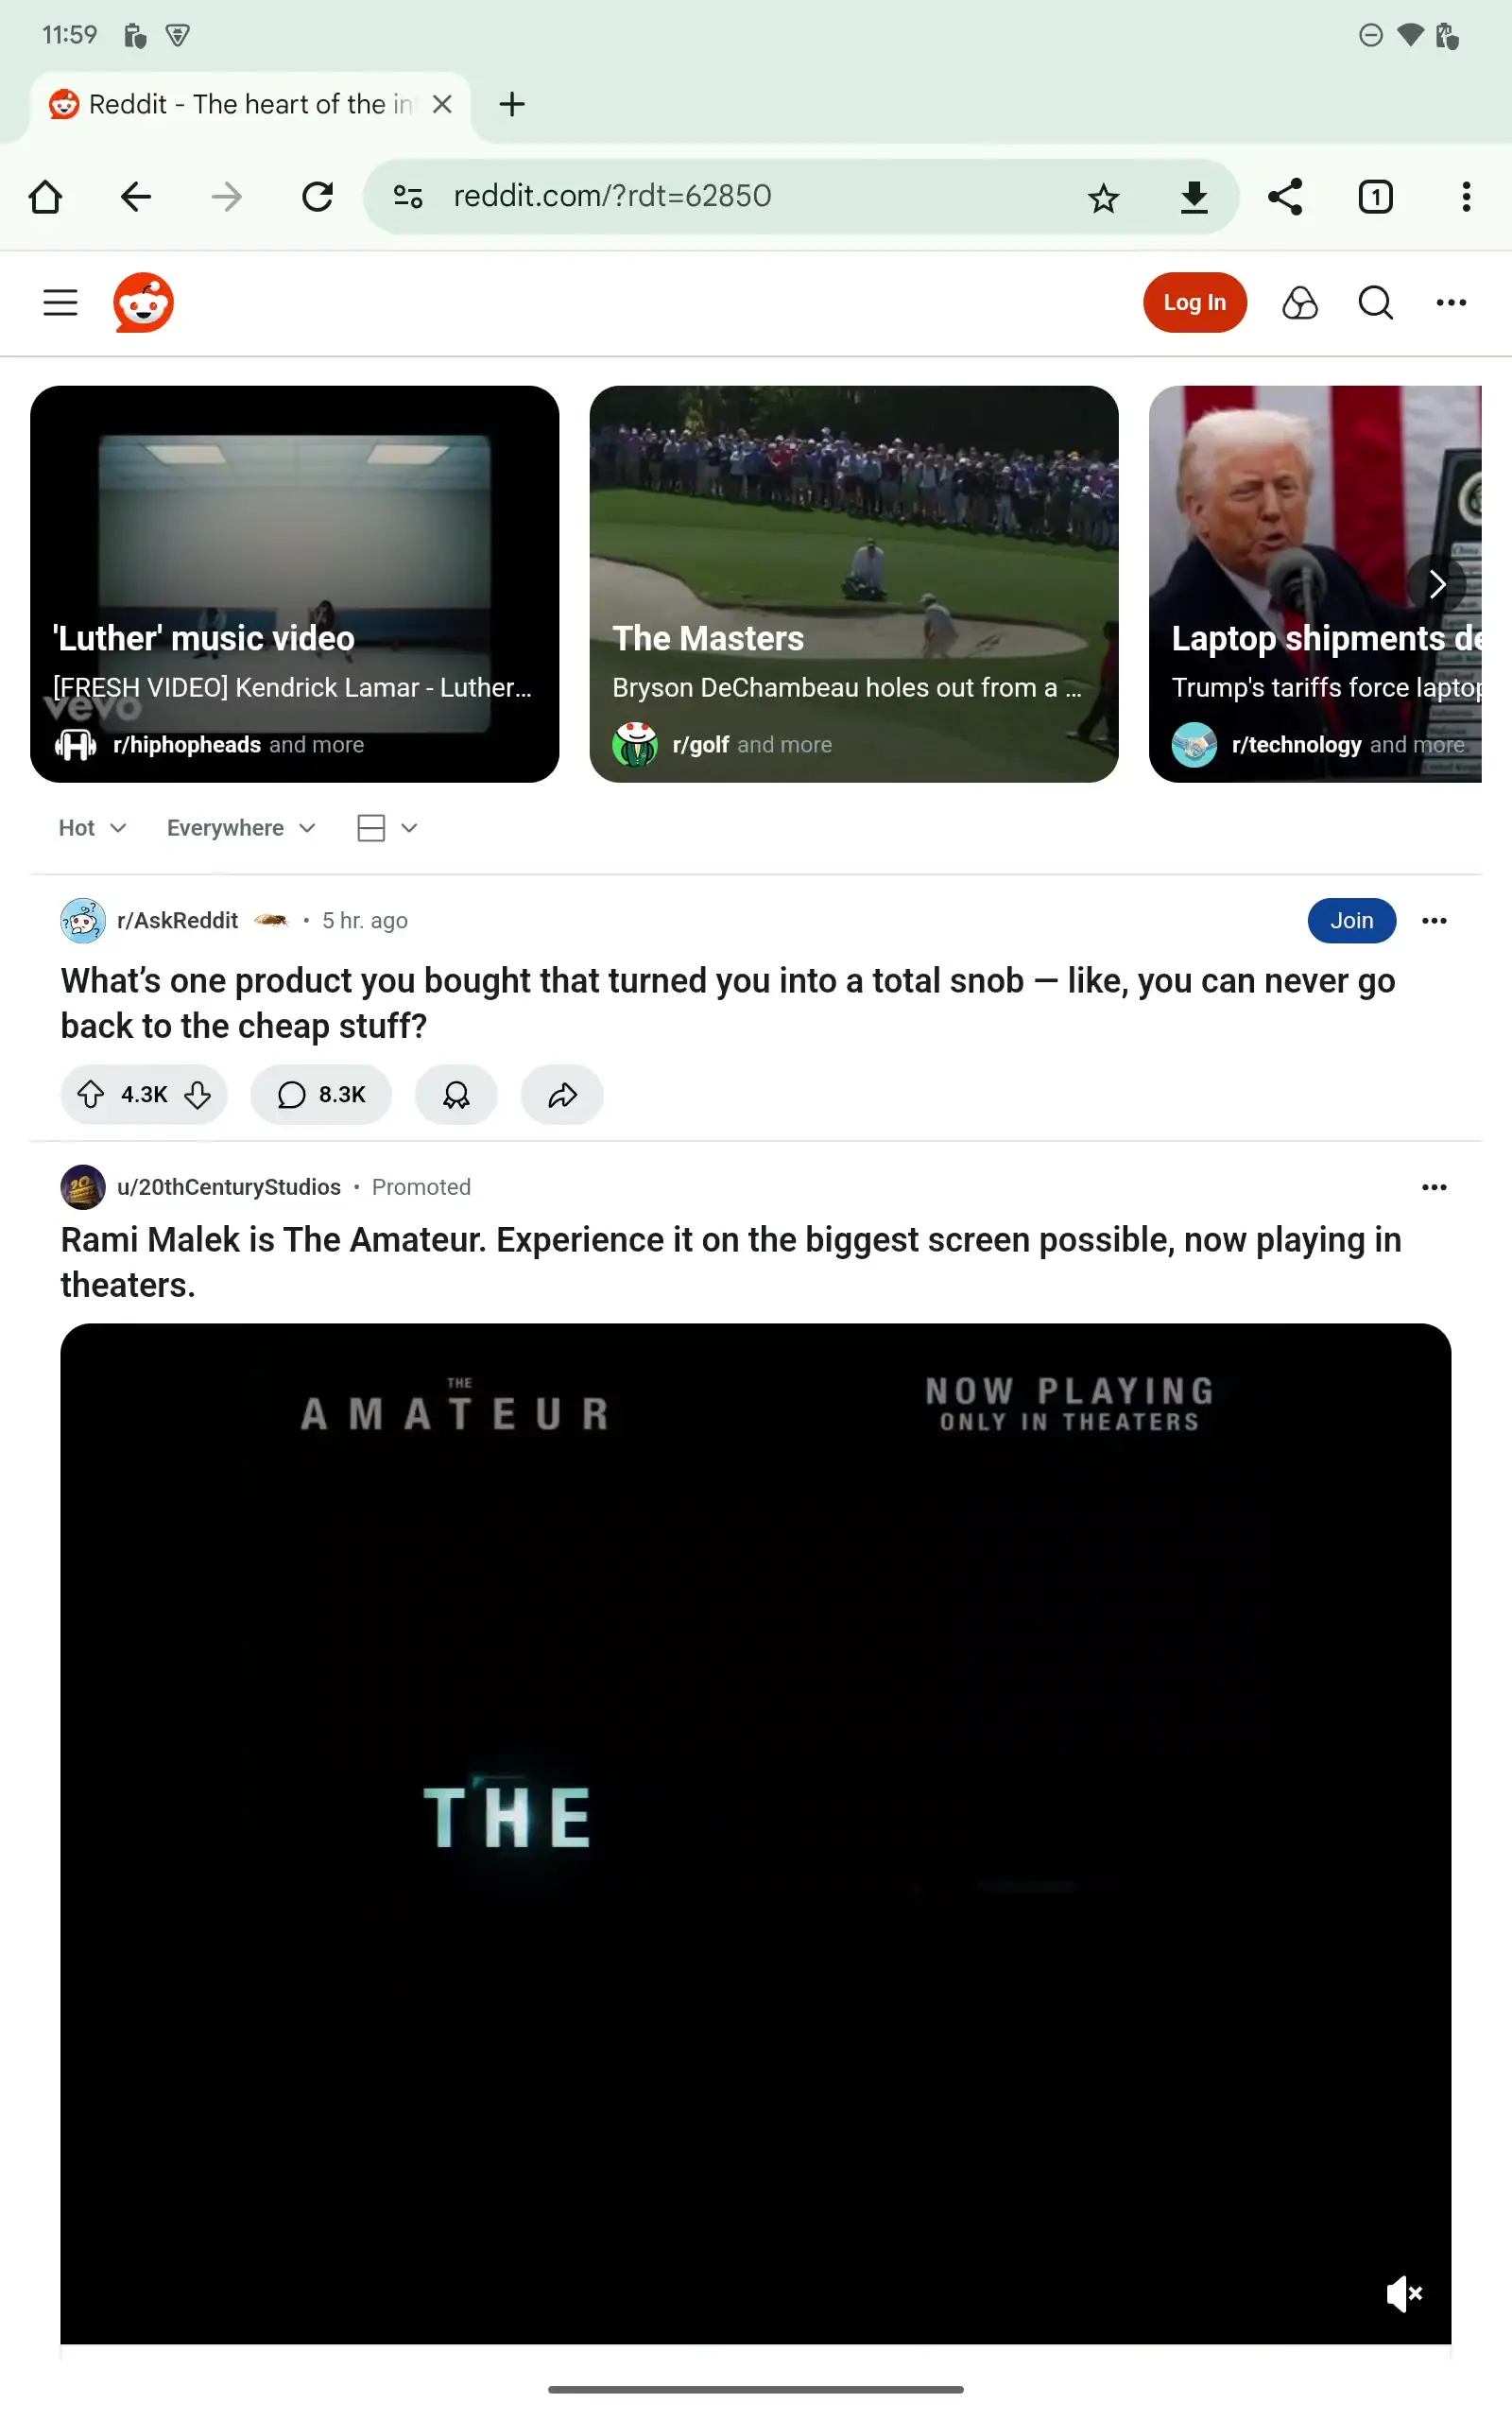 11:59
Reddit - The heart of the in
1
reddit.com/?rdt=62850
Log In
'Luther' music video
[FRESH VIDEO] Kendrick Lamar - Luther...
vevo
r/hiphopheads and more
The Masters
Bryson DeChambeau holes out from a ...
r/golf and more
Laptop shipments de
Trump's tariffs force laptop
r/technology and more
Hot
Everywhere
r/AskReddit • 5 hr. ago
Join
What’s one product you bought that turned you into a total snob — like, you can never go
back to the cheap stuff?
4.3K
8.3K
u/20thCenturyStudios • Promoted
Rami Malek is The Amateur. Experience it on the biggest screen possible, now playing in
theaters.
THE
AMATEUR
NOW PLAYING
ONLY IN THEATERS
THE